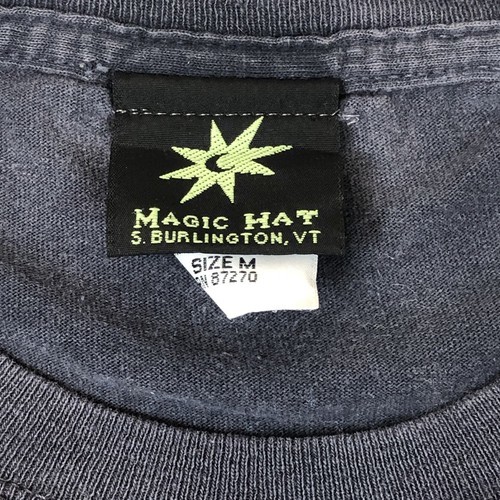 MAGIC HAT
S. BURLINGTON, VT
SIZE M
RN 87270